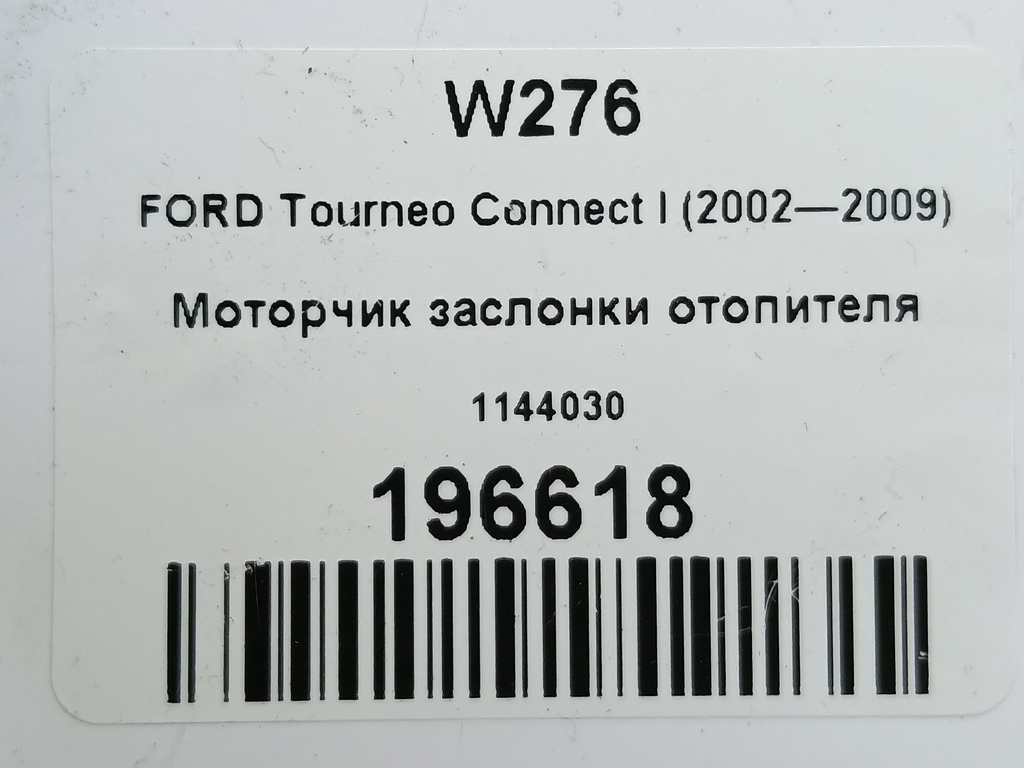 W276
FORD Tourneo Connect I (2002—2009)
Моторчик заслонки отопителя
1144030
196618